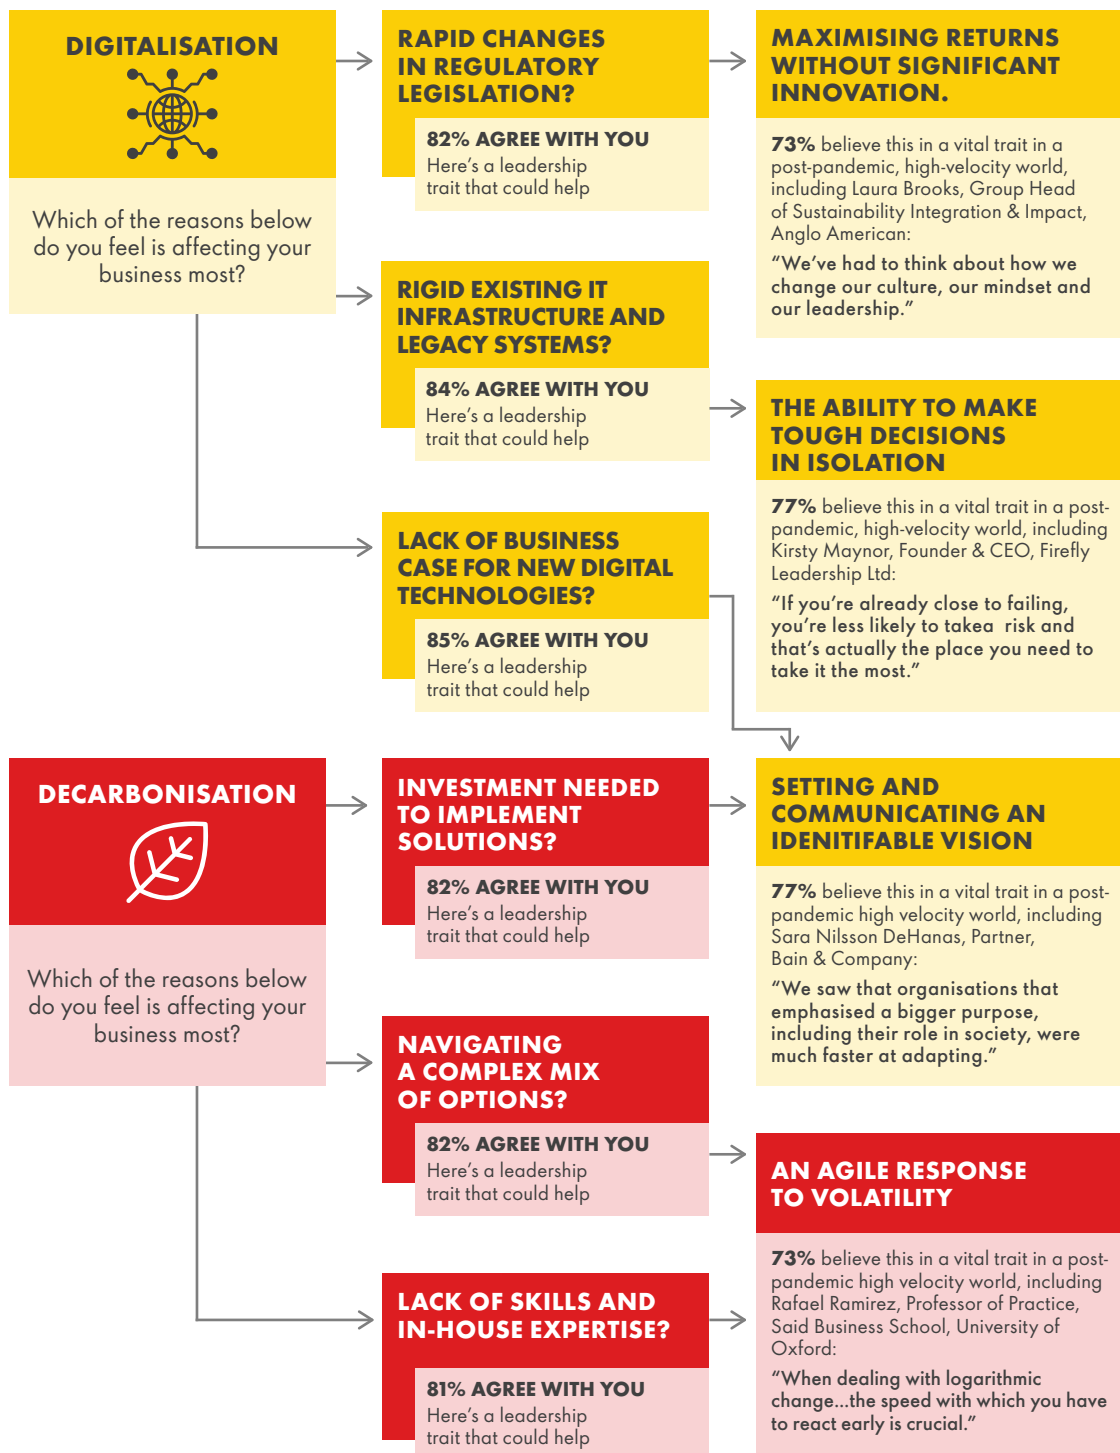 DIGITALISATION
Which of the reasons below
do you feel is affecting your
business most?
RAPID CHANGES
IN REGULATORY
LEGISLATION?
82% AGREE WITH YOU
Here’s a leadership
trait that could help
MAXIMISING RETURNS
WITHOUT SIGNIFICANT
INNOVATION.
73% believe this in a vital trait in a
post-pandemic, high-velocity world,
including Laura Brooks, Group Head
of Sustainability Integration & Impact,
Anglo American:
“We’ve had to think about how we
change our culture, our mindset and
our leadership.”
RIGID EXISTING IT
INFRASTRUCTURE AND
LEGACY SYSTEMS?
84% AGREE WITH YOU
Here’s a leadership
trait that could help
THE ABILITY TO MAKE
TOUGH DECISIONS
IN ISOLATION
77% believe this in a vital trait in a post-
pandemic, high-velocity world, including
Kirsty Maynor, Founder & CEO, Firefly
Leadership Ltd:
“If you’re already close to failing,
you’re less likely to takea  risk and
that’s actually the place you need to
take it the most.”
LACK OF BUSINESS
CASE FOR NEW DIGITAL
TECHNOLOGIES?
85% AGREE WITH YOU
Here’s a leadership
trait that could help
DECARBONISATION
Which of the reasons below
do you feel is affecting your
business most?
INVESTMENT NEEDED
TO IMPLEMENT
SOLUTIONS?
82% AGREE WITH YOU
Here’s a leadership
trait that could help
SETTING AND
COMMUNICATING AN
IDENITIFABLE VISION
77% believe this in a vital trait in a post-
pandemic high velocity world, including
Sara Nilsson DeHanas, Partner,
Bain & Company:
“We saw that organisations that
emphasised a bigger purpose,
including their role in society, were
much faster at adapting.”
NAVIGATING
A COMPLEX MIX
OF OPTIONS?
82% AGREE WITH YOU
Here’s a leadership
trait that could help
AN AGILE RESPONSE
TO VOLATILITY
73% believe this in a vital trait in a post-
pandemic high velocity world, including
Rafael Ramirez, Professor of Practice,
Said Business School, University of
Oxford:
“When dealing with logarithmic
change...the speed with which you have
to react early is crucial.”
LACK OF SKILLS AND
IN-HOUSE EXPERTISE?
81% AGREE WITH YOU
Here’s a leadership
trait that could help